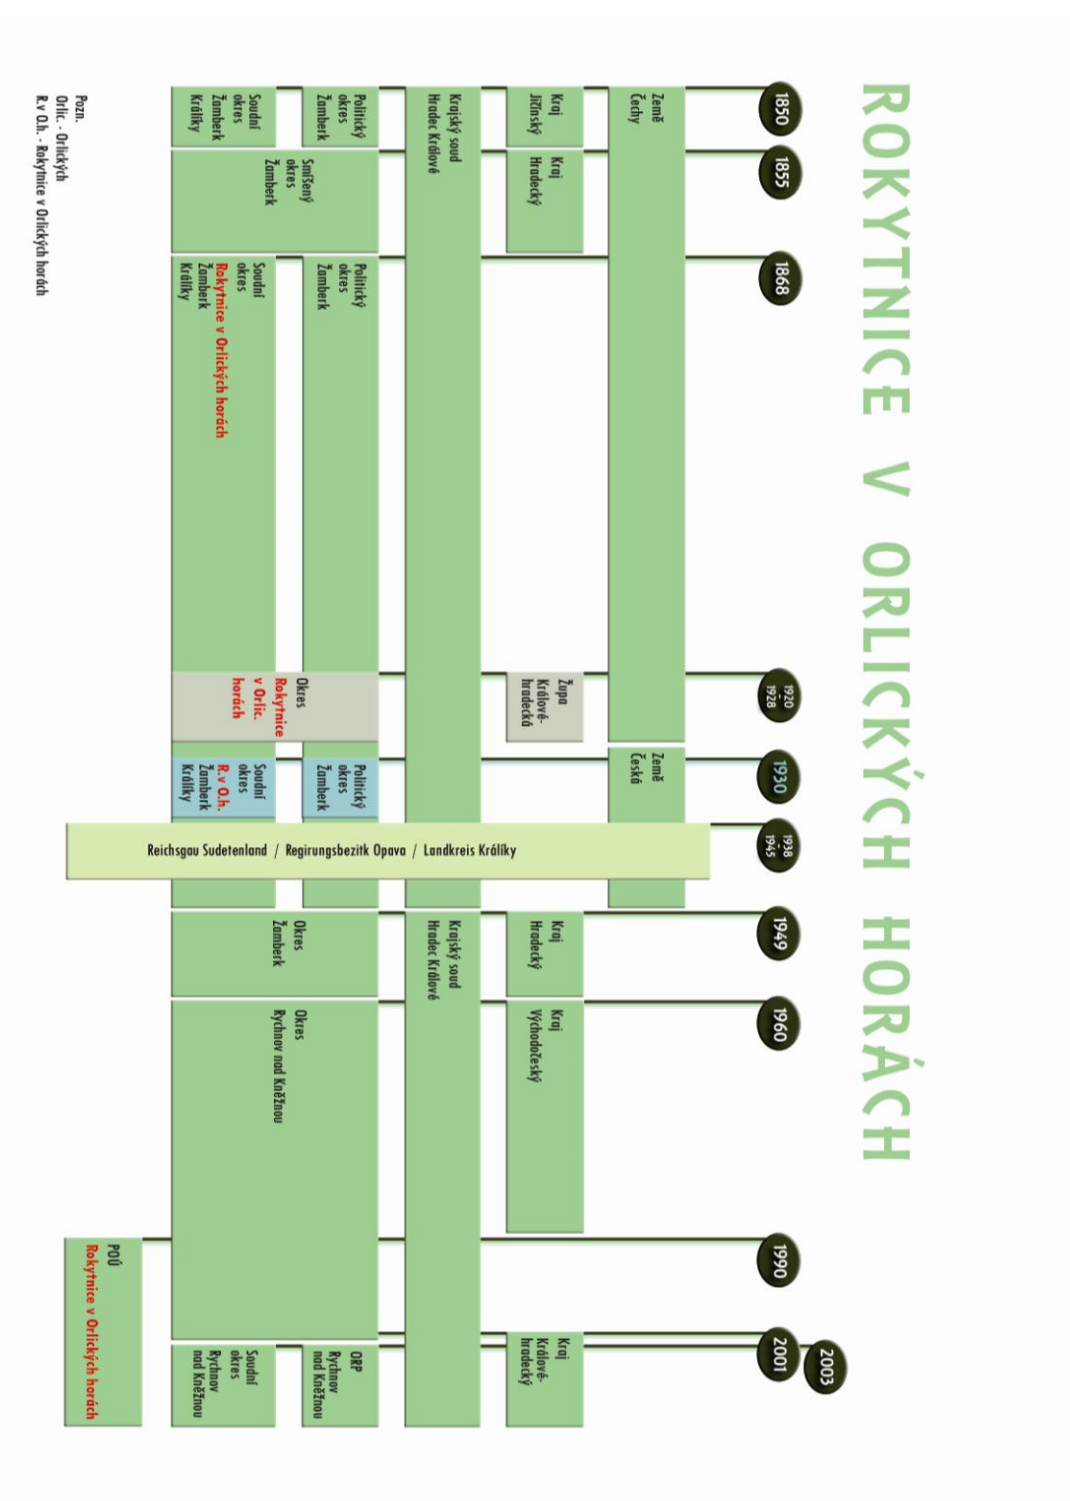 ROKYTNICE V ORLICKÝCH HORÁCH
1850
1855
1868
1920
-
1928
1930
1938
-
1945
1949
1960
1990
2001
2003
Země
Čechy
Země
Česká
Kraj
Jičínský
Kraj
Hradecký
Župa
Králové-
hradecká
Kraj
Hradecký
Kraj
Východočeský
Kraj
Králové-
hradecký
Krajský soud
Hradec Králové
Krajský soud
Hradec Králové
Politický
okres
Žamberk
Smíšený
okres
Žamberk
Politický
okres
Žamberk
Okres
Rokytnice
v Orlic.
horách
Politický
okres
Žamberk
Reichsgau Sudetenland / Regirungsbezitk Opava / Landkreis Králíky
Okres
Žamberk
Okres
Rychnov nad Kněžnou
ORP
Rychnov
nad Kněžnou
Soudní
okres
Žamberk
Králíky
Soudní
okres
Rokytnice v Orlických horách
Žamberk
Králíky
Soudní
okres
R.v O.h.
Žamberk
Králíky
Soudní
okres
Rychnov
nad Kněžnou
POÚ
Rokytnice v Orlických horách
Pozn.
Orlic. - Orlických
R.v O.h. - Rokytnice v Orlických horách